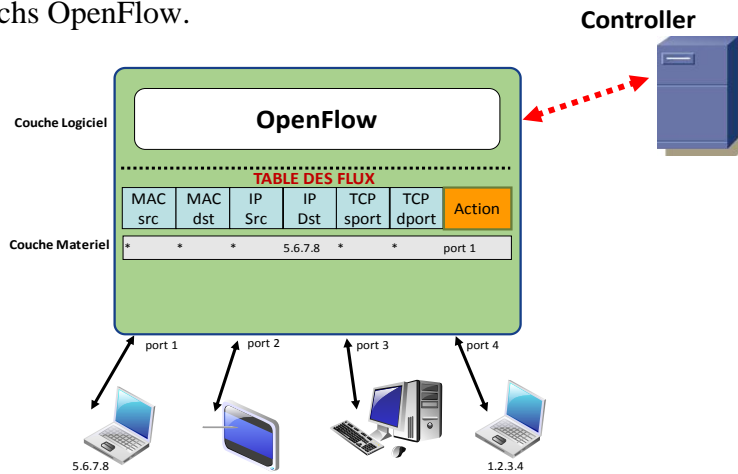 chs OpenFlow.
Controller
Couche Logiciel
OpenFlow
TABLE DES FLUX
MAC src
MAC dst
IP Src
IP Dst
TCP sport
TCP dport
Action
Couche Materiel
* * * 5.6.7.8 * * port 1
port 1
port 2
port 3
port 4
5.6.7.8
1.2.3.4